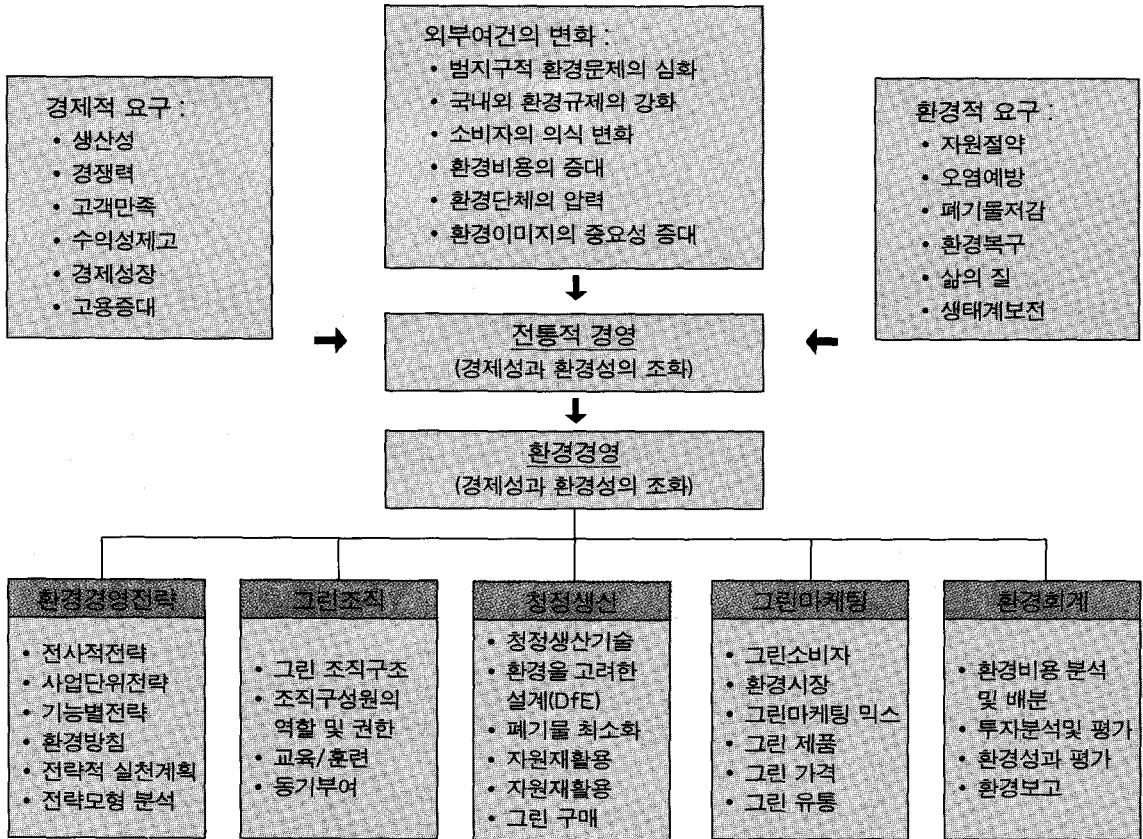 외부여건의 변화 :
• 범지구적 환경문제의 심화
• 국내외 환경규제의 강화
• 소비자의 의식 변화
• 환경비용의 증대
• 환경단체의 압력
• 환경이미지의 중요성 증대
경제적 요구 :
• 생산성
• 경쟁력
• 고객만족
• 수익성제고
• 경제성장
• 고용증대
환경적 요구 :
• 자원절약
• 오염예방
• 폐기물저감
• 환경복구
• 삶의 질
• 생태계보전
전통적 경영
(경제성과 환경성의 조화)
환경경영
(경제성과 환경성의 조화)
환경경영전략
• 전사적전략
• 사업단위전략
• 기능별전략
• 환경방침
• 전략적 실천계획
• 전략모형 분석
그린조직
• 그린 조직구조
• 조직구성원의
역할 및 권한
• 교육/훈련
• 동기부여
청정생산
• 청정생산기술
• 환경을 고려한
설계(DfE)
• 폐기물 최소화
• 자원재활용
• 자원재활용
• 그린 구매
그린마케팅
• 그린소비자
• 환경시장
• 그린마케팅 믹스
• 그린 제품
• 그린 가격
• 그린 유통
환경회계
• 환경비용 분석
및 배분
• 투자분석및 평가
• 환경성과 평가
• 환경보고